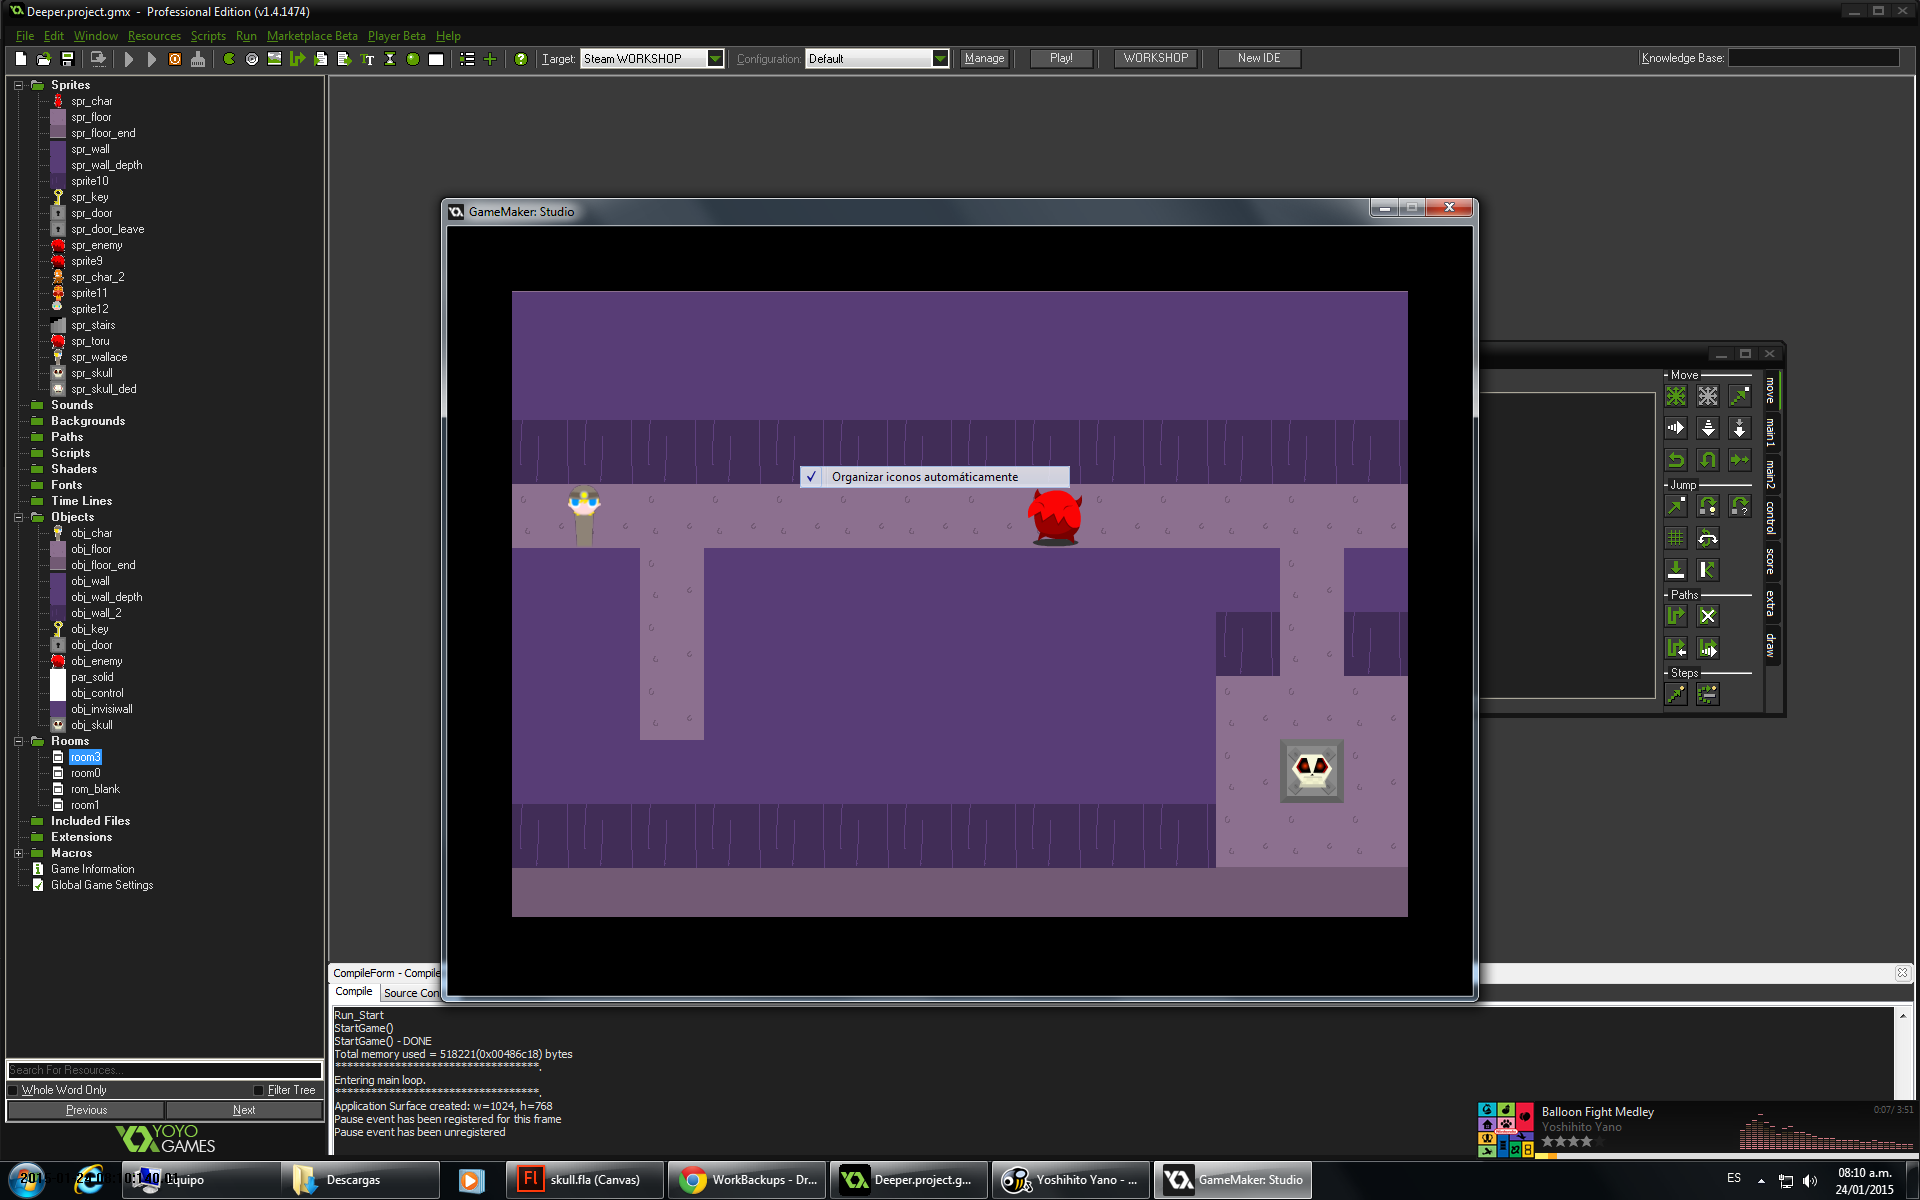 Deeper.project.gmx - Professional Edition (v1.4.1474)
File Edit Window Resources Scripts Run Marketplace Beta Player Beta Help
Target: Steam WORKSHOP Configuration: Default Manage Play! WORKSHOP New IDE Knowledge Base:
Sprites
spr_char
spr_floor
spr_floor_end
spr_wall
spr_wall_depth
sprite10
spr_key
spr_door
spr_door_leave
spr_enemy
sprite9
spr_char_2
sprite11
sprite12
spr_stairs
spr_toru
spr_wallace
spr_skull
spr_skull_ded
Sounds
Backgrounds
Paths
Scripts
Shaders
Fonts
Time Lines
Objects
obj_char
obj_floor
obj_floor_end
obj_wall
obj_wall_depth
obj_wall_2
obj_key
obj_door
obj_enemy
par_solid
obj_control
obj_invisiwall
obj_skull
Rooms
room3
room0
rom_blank
room1
Included Files
Extensions
Macros
Game Information
Global Game Settings
Search For Resources...
Whole Word Only Filter Tree
Previous Next
YOYO
GAMES
GameMaker: Studio
Organizar iconos automáticamente
Move
Jump
Paths
Steps
move
main1
main2
control
score
extra
draw
CompileForm - Compile
Compile Source Con
Run_Start
StartGame()
StartGame() - DONE
Total memory used = 518221(0x00486c18) bytes
**********************************.
Entering main loop.
**********************************.
Application Surface created: w=1024, h=768
Pause event has been registered for this frame
Pause event has been unregistered
Balloon Fight Medley
Yoshihito Yano
0:07/ 3:51
Equipo
Descargas
Fl skull.fla (Canvas)
WorkBackups - Dr...
Deeper.project.g...
Yoshihito Yano - ...
GameMaker: Studio
ES
08:10 a.m.
24/01/2015